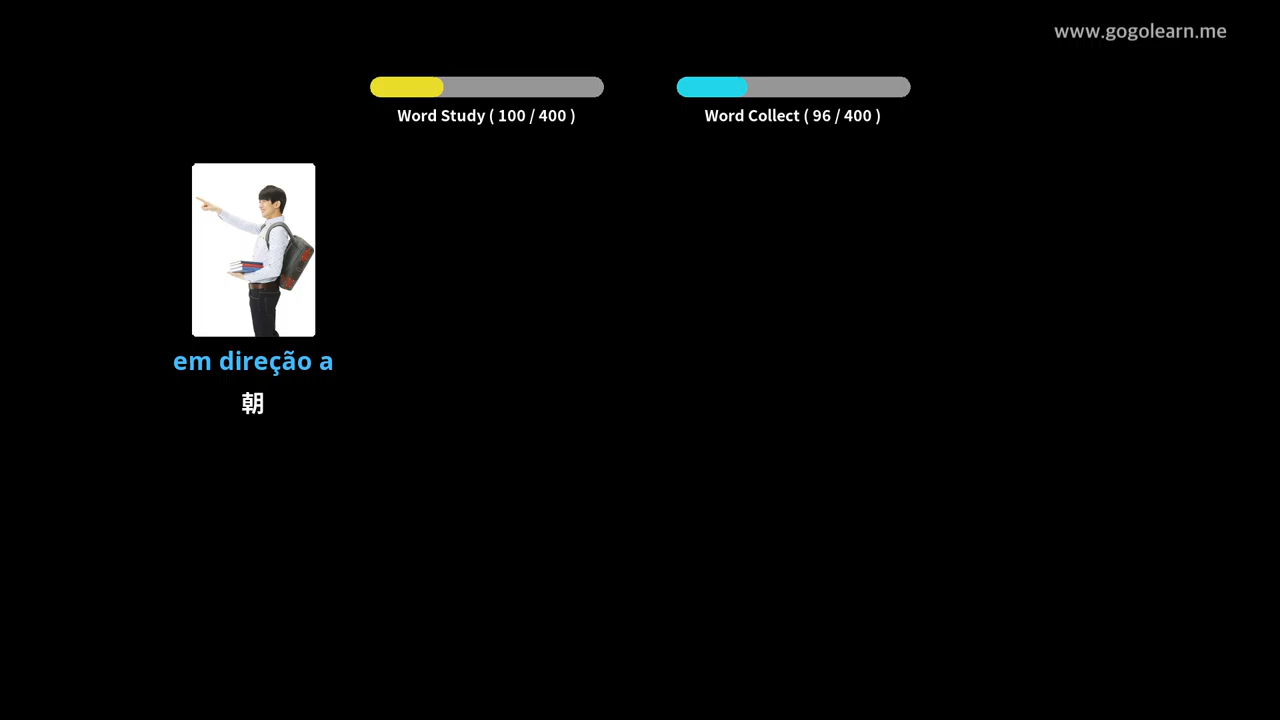 www.gogolearn.me
Word Study ( 100 / 400 )
Word Collect ( 96 / 400 )
em direção a
朝